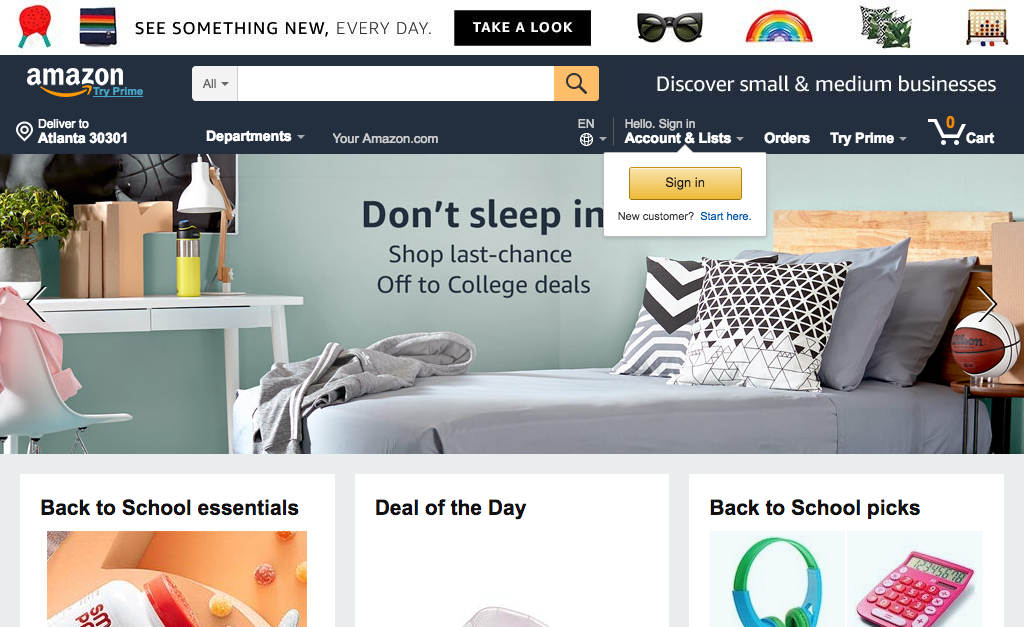 SEE SOMETHING NEW, EVERY DAY.
TAKE A LOOK
amazon
Try Prime
All
Discover small & medium businesses
Deliver to
Atlanta 30301
Departments
Your Amazon.com
EN
Hello. Sign in
Account & Lists
Orders
Try Prime
0
Cart
Sign in
New customer? Start here.
Don't sleep in
Shop last-chance
Off to College deals
Wilson
Back to School essentials
Deal of the Day
Back to School picks